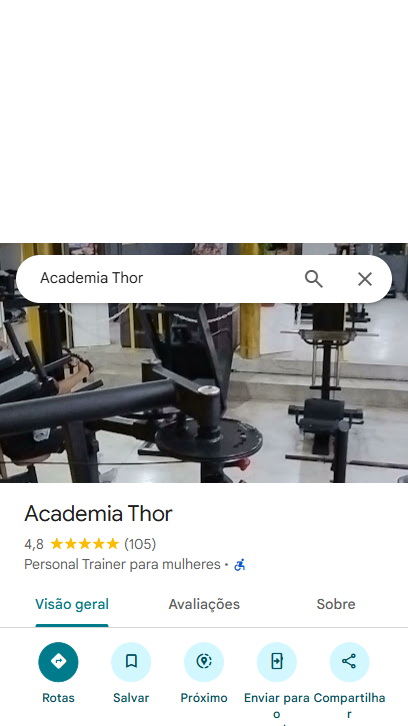 Academia Thor
Academia Thor
4,8 (105)
Personal Trainer para mulheres ·
Visão geral Avaliações Sobre
Rotas Salvar Próximo Enviar para o Compartilhar